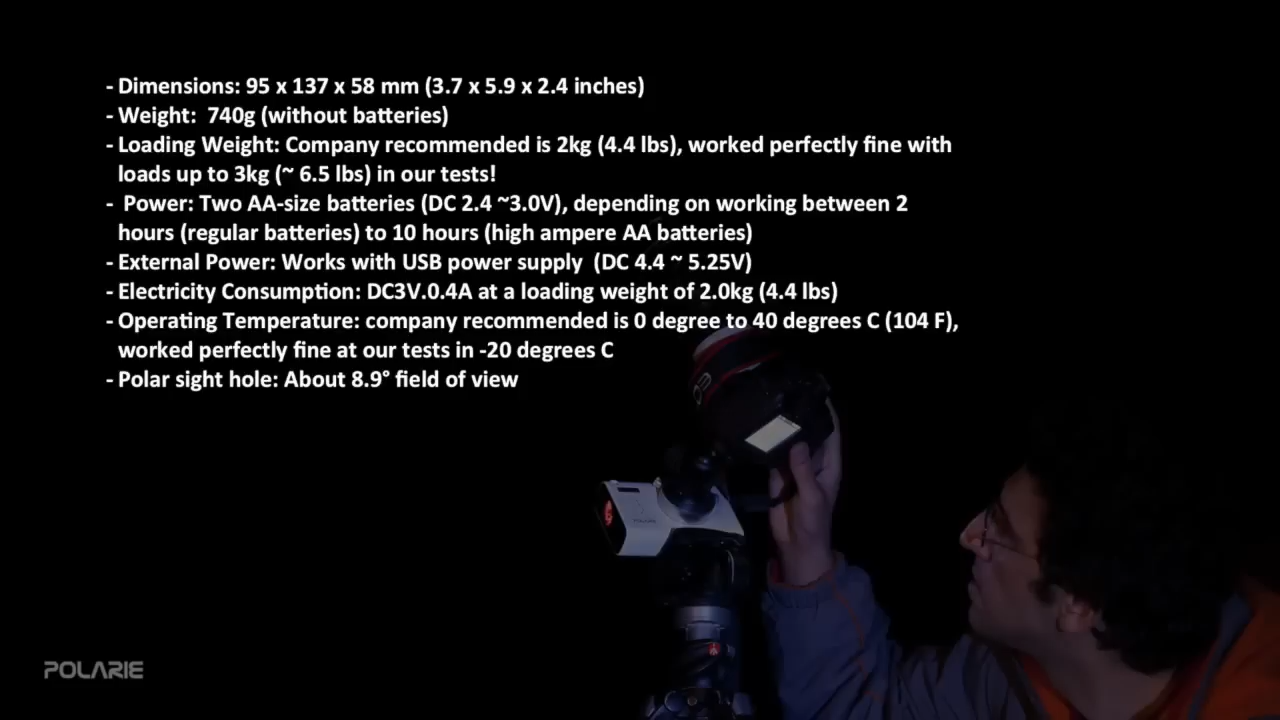 - Dimensions: 95 x 137 x 58 mm (3.7 x 5.9 x 2.4 inches)
- Weight:  740g (without batteries)
- Loading Weight: Company recommended is 2kg (4.4 lbs), worked perfectly fine with
loads up to 3kg (~ 6.5 lbs) in our tests!
-  Power: Two AA-size batteries (DC 2.4 ~3.0V), depending on working between 2
hours (regular batteries) to 10 hours (high ampere AA batteries)
- External Power: Works with USB power supply  (DC 4.4 ~ 5.25V)
- Electricity Consumption: DC3V.0.4A at a loading weight of 2.0kg (4.4 lbs)
- Operating Temperature: company recommended is 0 degree to 40 degrees C (104 F),
worked perfectly fine at our tests in -20 degrees C
- Polar sight hole: About 8.9° field of view
POLARIE
POLARIE